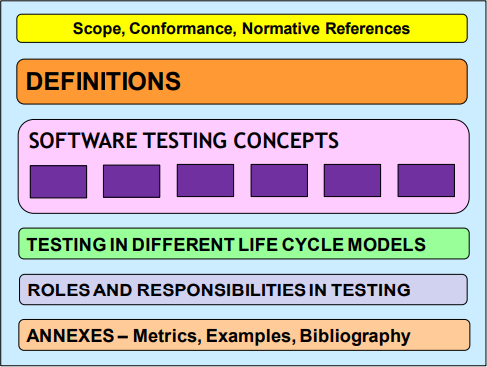 Scope, Conformance, Normative References
DEFINITIONS
SOFTWARE TESTING CONCEPTS
TESTING IN DIFFERENT LIFE CYCLE MODELS
ROLES AND RESPONSIBILITIES IN TESTING
ANNEXES – Metrics, Examples, Bibliography